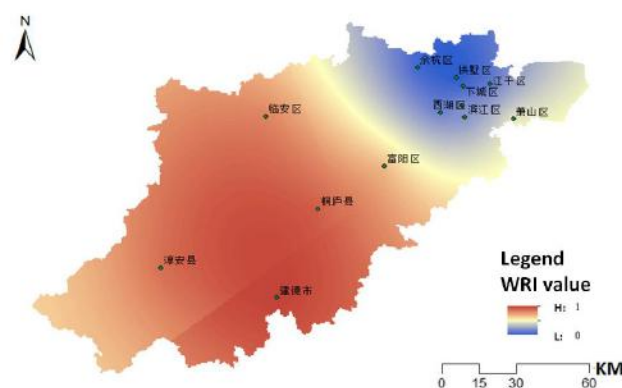 N
余杭区
拱墅区
江干区
下城区
西湖区
滨江区
萧山区
临安区
富阳区
桐庐县
淳安县
建德市
Legend
WRI value
H: 1
L: 0
KM
0 15 30 60